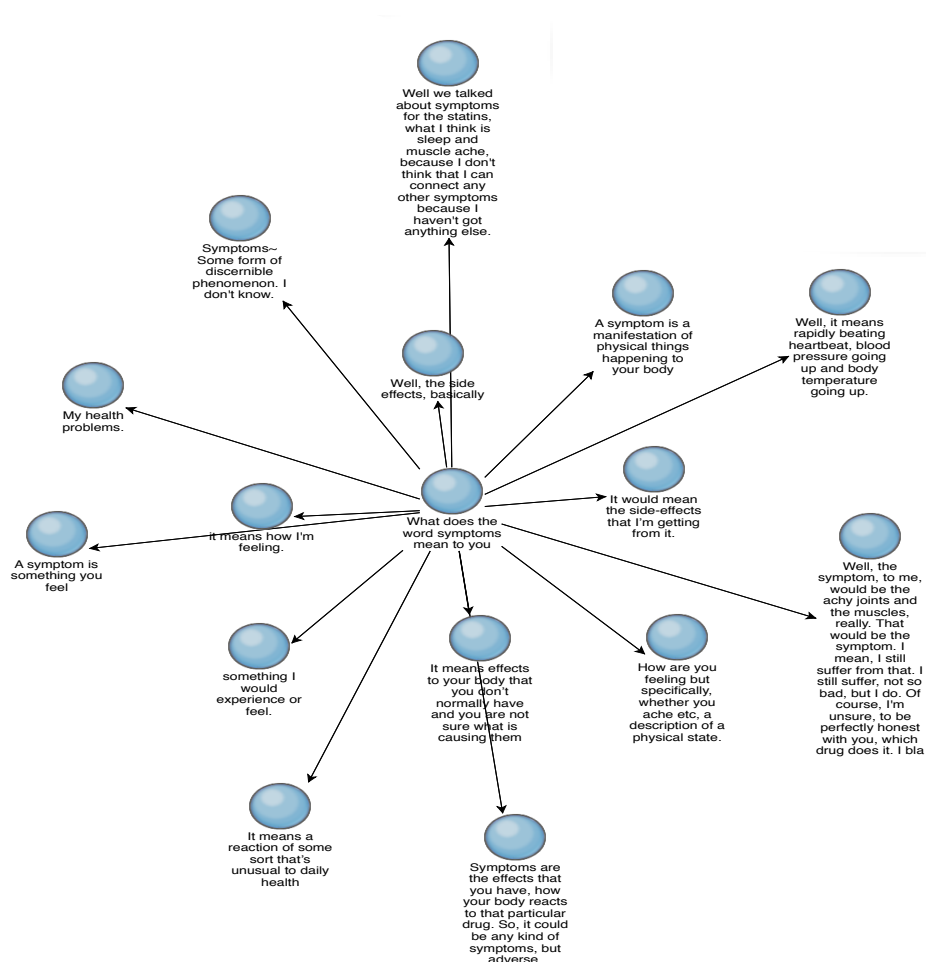 Well we talked
about symptoms
for the statins,
what I think is
sleep and
muscle ache,
because I don't
think that I can
connect any
other symptoms
because I
haven't got
anything else.
Symptoms~
Some form of
discernible
phenomenon. I
don't know.
A symptom is a
manifestation of
physical things
happening to
your body
Well, it means
rapidly beating
heartbeat, blood
pressure going
up and body
temperature
going up.
Well, the side
effects, basically
My health
problems.
It would mean
the side-effects
that I'm getting
from it.
What does the
word symptoms
mean to you
it means how I'm
feeling.
A symptom is
something you
feel
Well, the
symptom, to me,
would be the
achy joints and
the muscles,
really. That
would be the
symptom. I
mean, I still
suffer from that. I
still suffer, not so
bad, but I do. Of
course, I'm
unsure, to be
perfectly honest
with you, which
drug does it. I bla
something I
would
experience or
feel.
It means effects
to your body that
you don't
normally have
and you are not
sure what is
causing them
How are you
feeling but
specifically,
whether you
ache etc, a
description of a
physical state.
It means a
reaction of some
sort that's
unusual to daily
health
Symptoms are
the effects that
you have, how
your body reacts
to that particular
drug. So, it could
be any kind of
symptoms, but
adverse